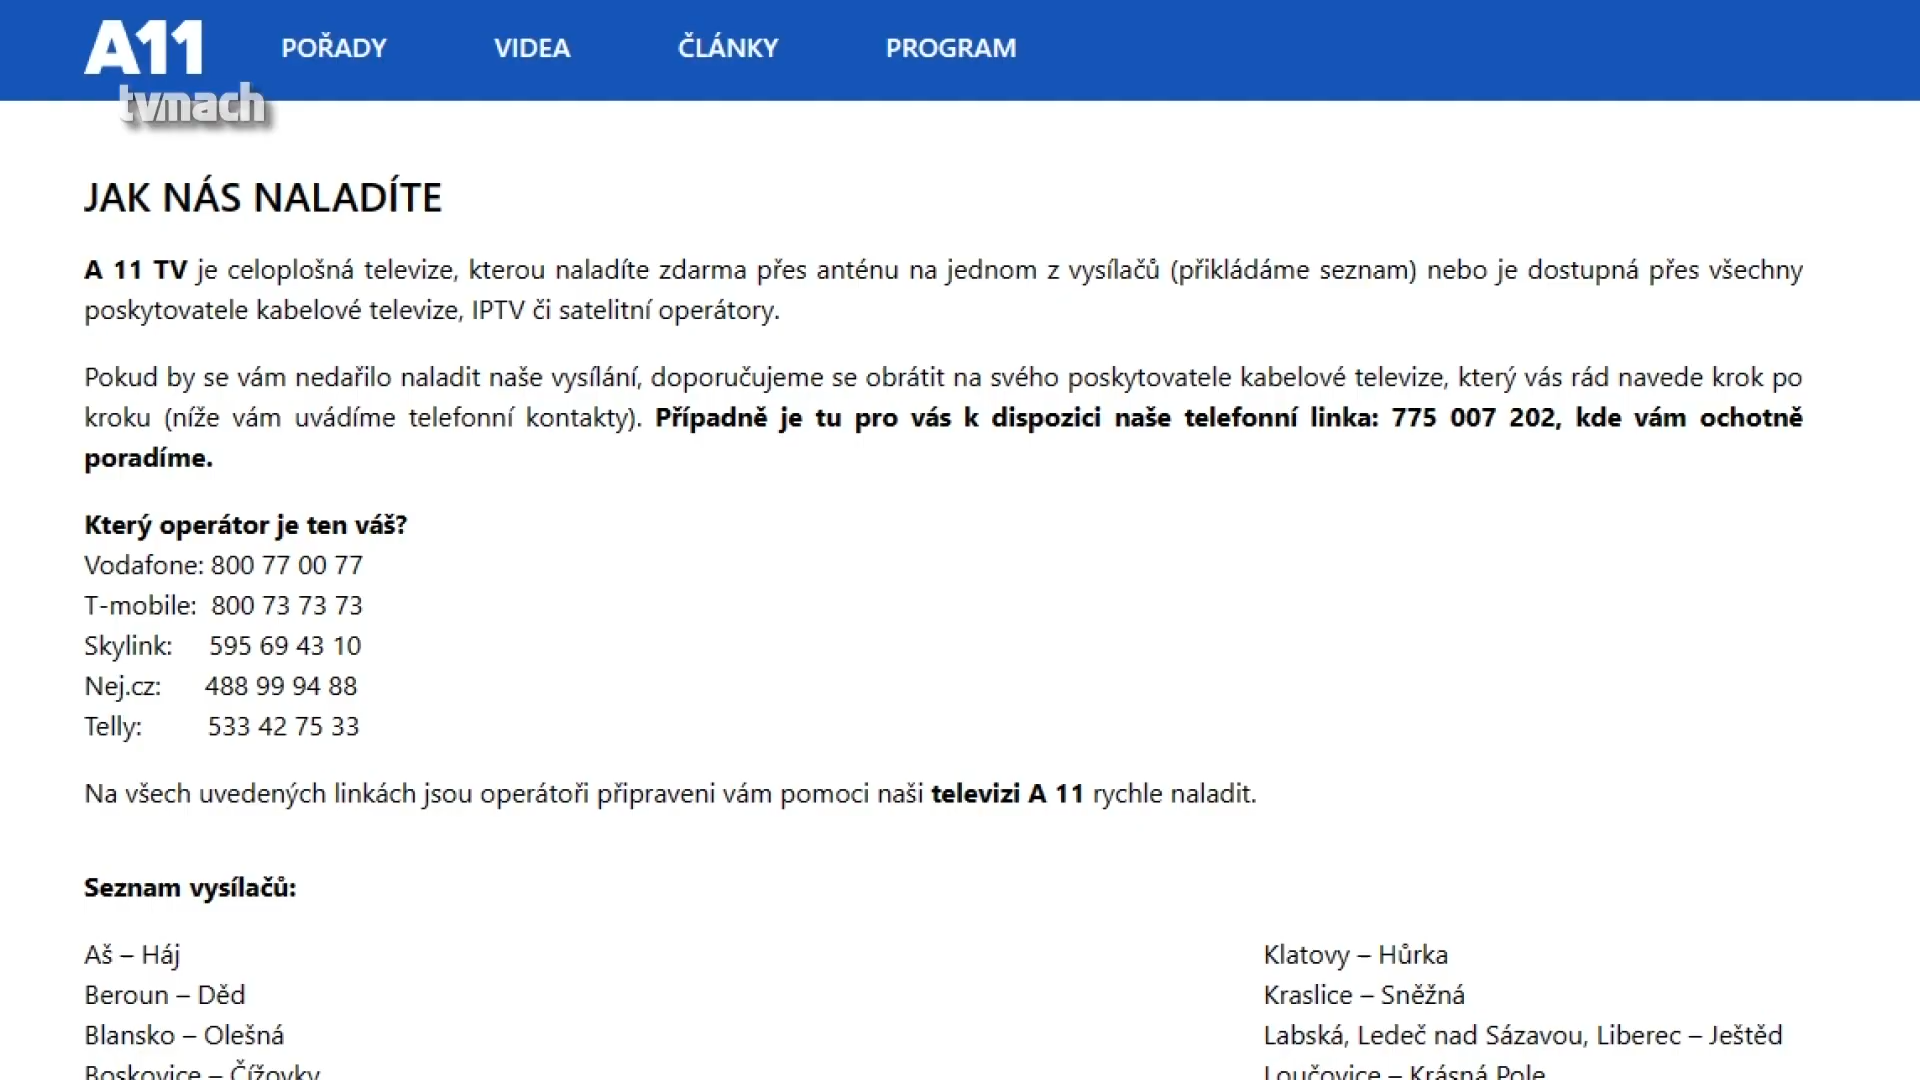 A11
POŘADY VIDEA ČLÁNKY PROGRAM
tvnach
JAK NÁS NALADÍTE
A 11 TV je celoplošná televize, kterou naladíte zdarma přes anténu na jednom z vysílačů (přikládáme seznam) nebo je dostupná přes všechny
poskytovatele kabelové televize, IPTV či satelitní operátory.
Pokud by se vám nedařilo naladit naše vysílání, doporučujeme se obrátit na svého poskytovatele kabelové televize, který vás rád navede krok po
kroku (níže vám uvádíme telefonní kontakty). Případně je tu pro vás k dispozici naše telefonní linka: 775 007 202, kde vám ochotně
poradíme.
Který operátor je ten váš?
Vodafone: 800 77 00 77
T-mobile: 800 73 73 73
Skylink: 595 69 43 10
Nej.cz: 488 99 94 88
Telly: 533 42 75 33
Na všech uvedených linkách jsou operátoři připraveni vám pomoci naši televizi A 11 rychle naladit.
Seznam vysílačů:
Aš – Háj
Beroun – Děd
Blansko – Olešná
Boskovice – Čížovky
Klatovy – Hůrka
Kraslice – Sněžná
Labská, Ledeč nad Sázavou, Liberec – Ještěd
Loučovice – Krásná Pole